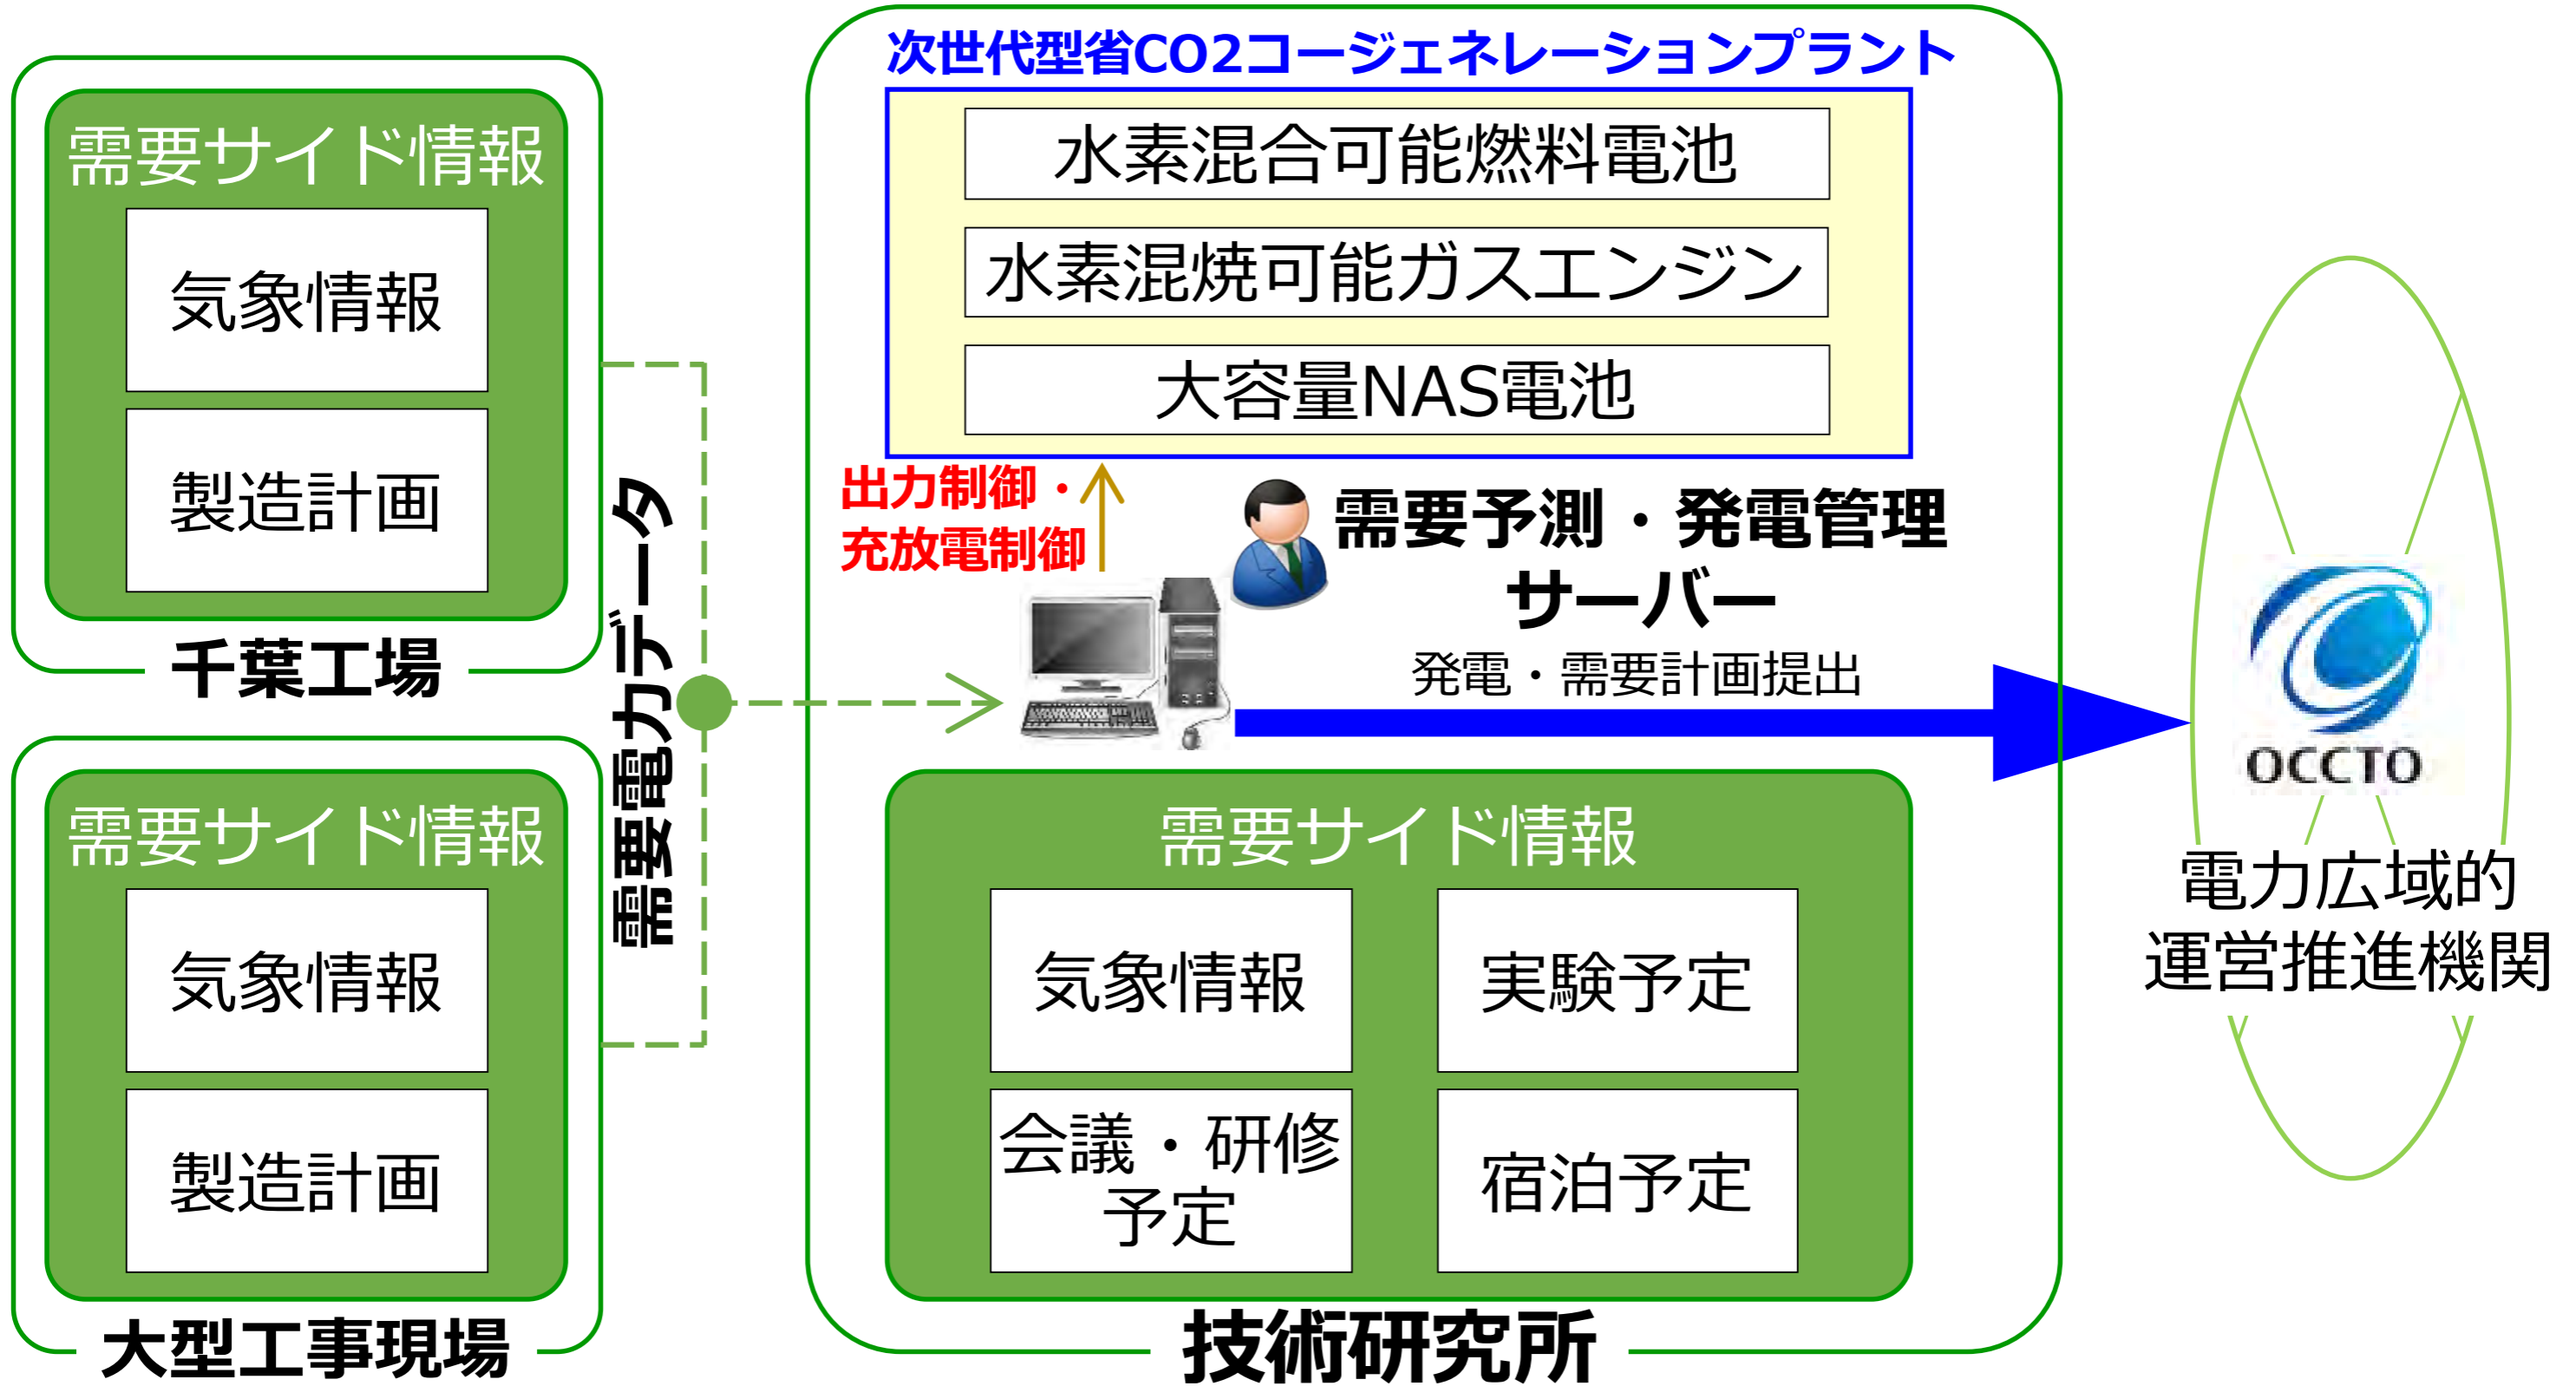 需要サイド情報
気象情報
製造計画
千葉工場
需要サイド情報
気象情報
製造計画
大型工事現場
需要電力データ
次世代型省CO2コージェネレーションプラント
水素混合可能燃料電池
水素混焼可能ガスエンジン
大容量NAS電池
出力制御・
充放電制御
需要予測・発電管理
サーバー
発電・需要計画提出
需要サイド情報
気象情報
実験予定
会議・研修
予定
宿泊予定
技術研究所
OCCTO
電力広域的
運営推進機関